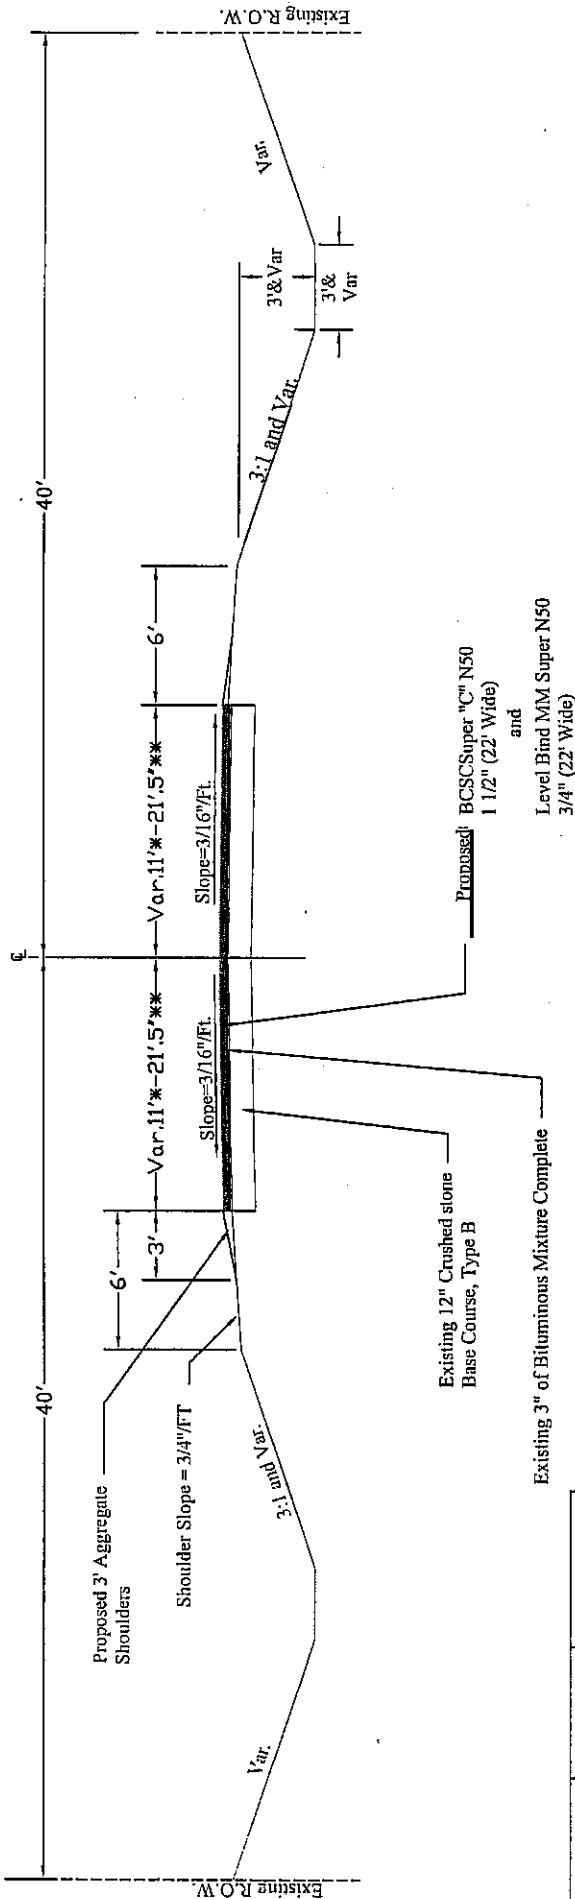 Existing R.O.W.
Existing R.O.W.
40'
40'
6'
3'
Var.11'*-21'.5"**
Var.11'*-21'.5"**
6'
℄
Proposed 3' Aggregate
Shoulders
Shoulder Slope = 3/4"/FT
Slope=3/16"/Ft.
Slope=3/16"/Ft.
Var.
3:1 and Var.
3:1 and Var.
3'&Var
3'&
Var
Var.
Existing 12" Crushed stone
Base Course, Type B
Existing 3" of Bituminous Mixture Complete
Proposed: BCSCSuper "C" N50
1 1/2" (22' Wide)
and
Level Bind MM Super N50
3/4" (22' Wide)